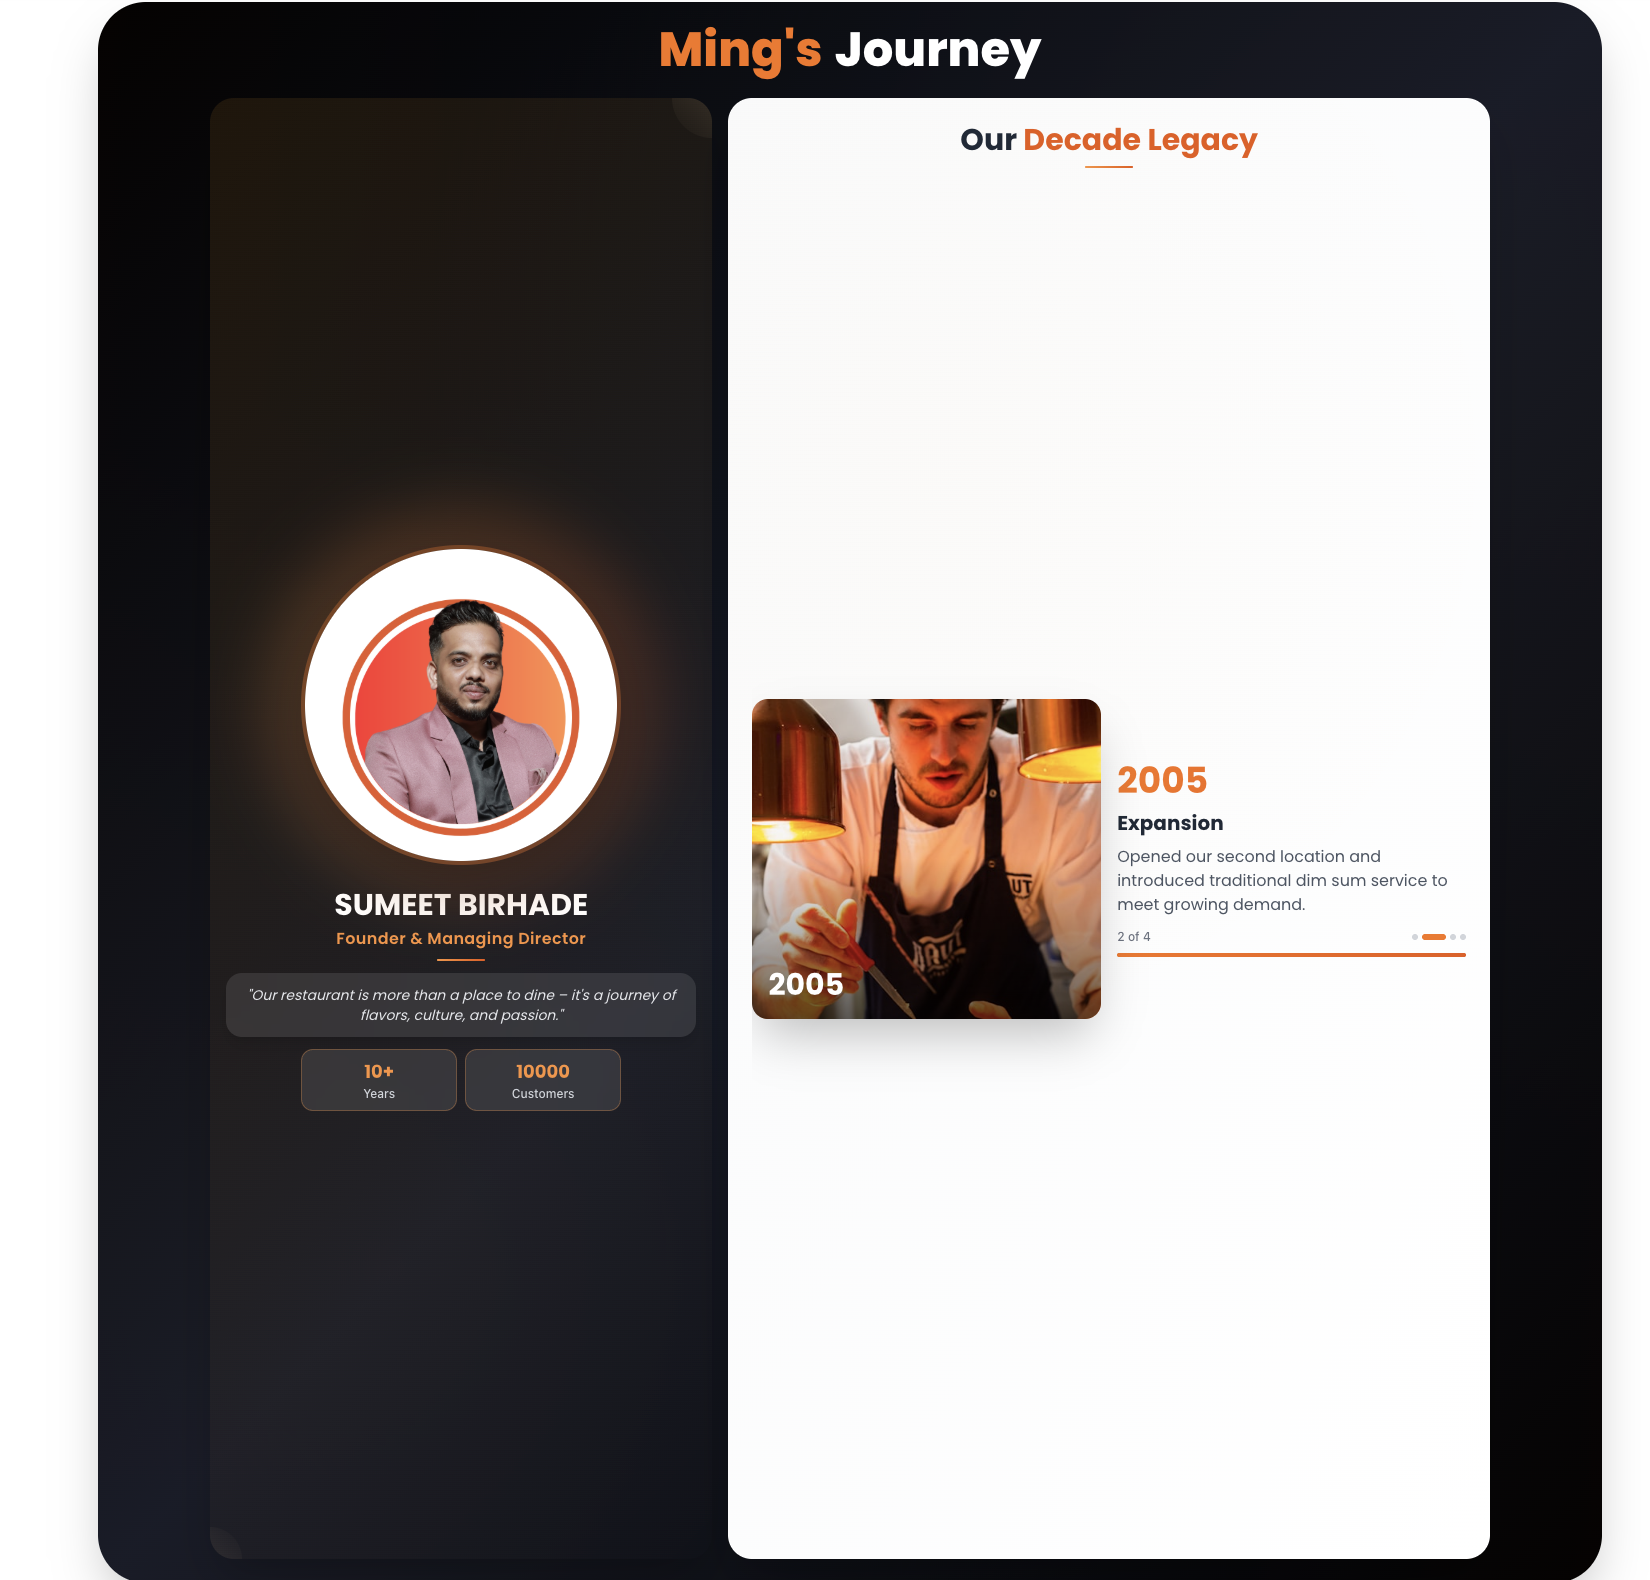 Ming's Journey
SUMEET BIRHADE
Founder & Managing Director
"Our restaurant is more than a place to dine – it's a journey of
flavors, culture, and passion."
10+
Years
10000
Customers
Our Decade Legacy
2005
2005
Expansion
Opened our second location and
introduced traditional dim sum service to
meet growing demand.
2 of 4